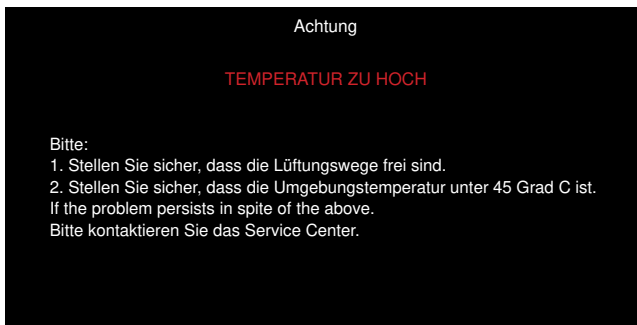 Achtung
TEMPERATUR ZU HOCH
Bitte:
1. Stellen Sie sicher, dass die Lüftungswege frei sind.
2. Stellen Sie sicher, dass die Umgebungstemperatur unter 45 Grad C ist.
If the problem persists in spite of the above.
Bitte kontaktieren Sie das Service Center.